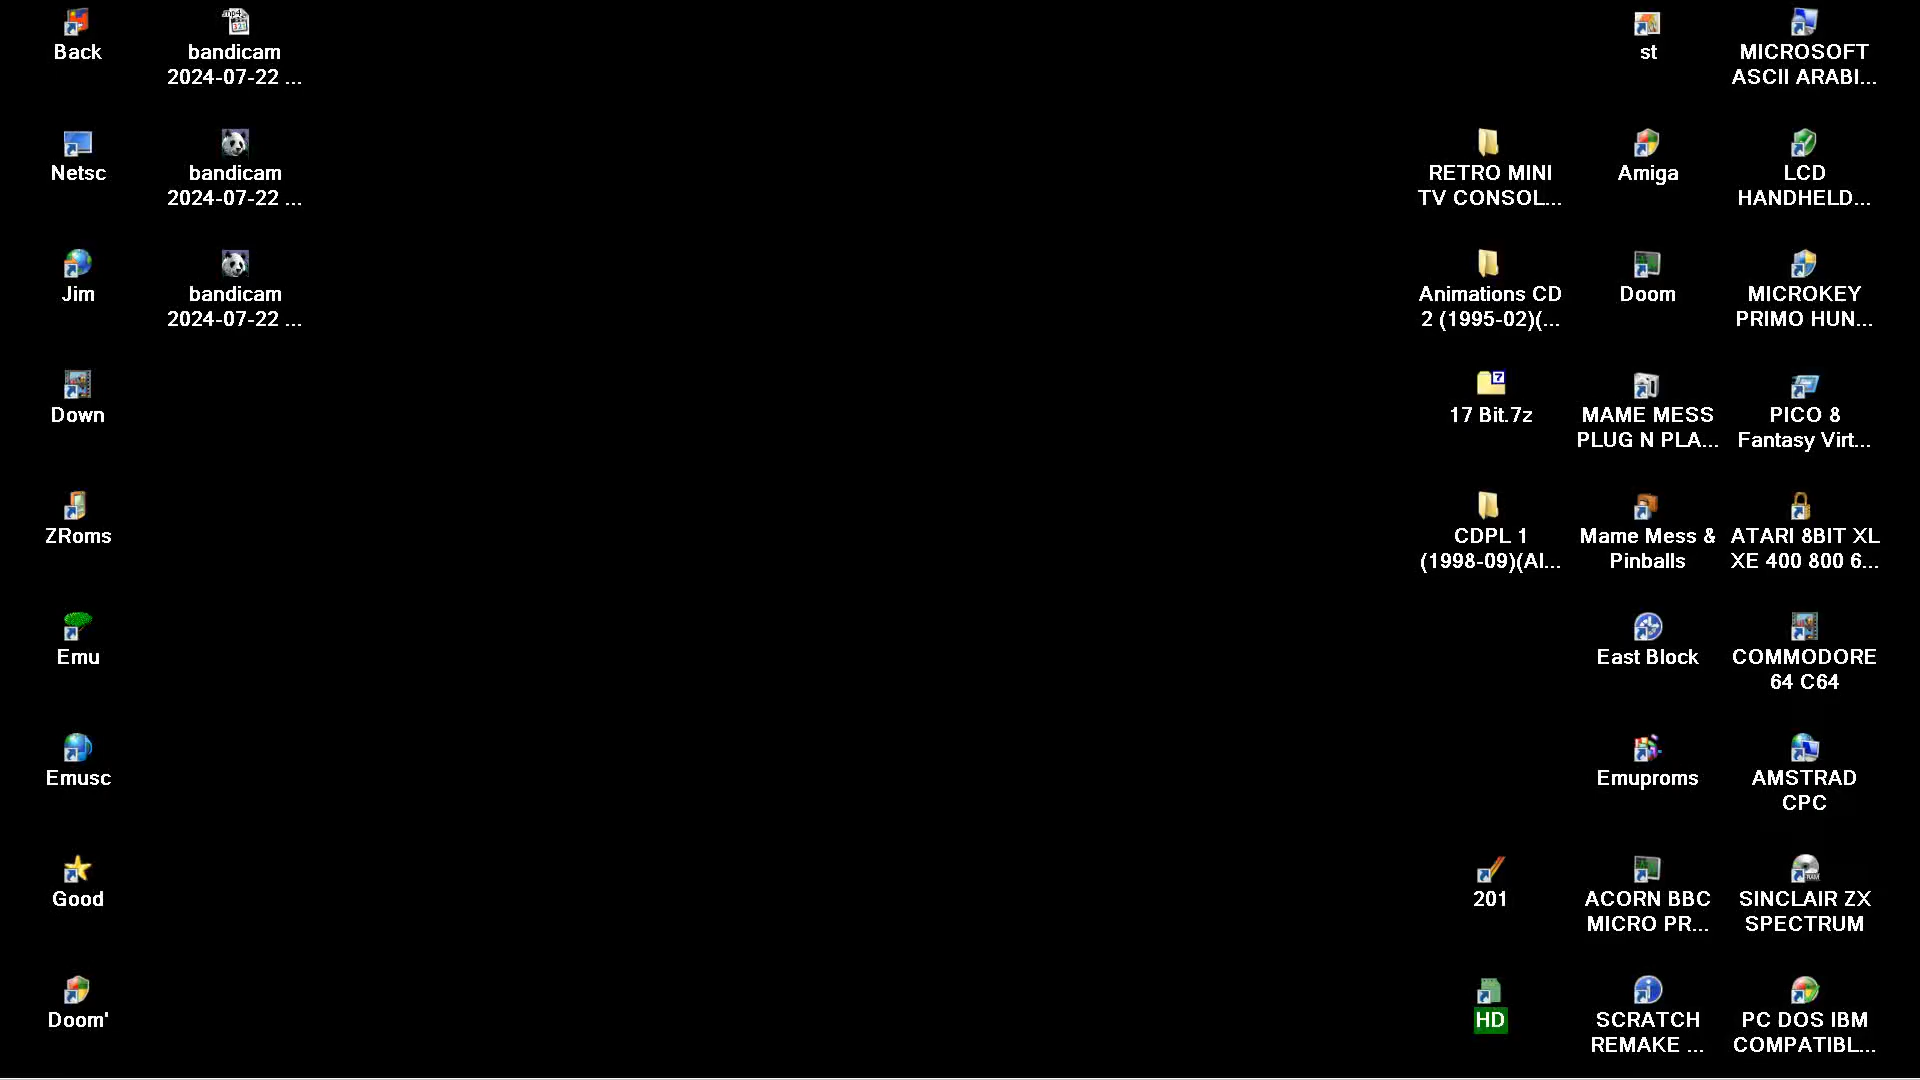 Back
bandicam
2024-07-22 ...
st
MICROSOFT
ASCII ARABI...
Netsc
bandicam
2024-07-22 ...
RETRO MINI
TV CONSOL...
Amiga
LCD
HANDHELD...
Jim
bandicam
2024-07-22 ...
Animations CD
2 (1995-02)(...
Doom
MICROKEY
PRIMO HUN...
Down
17 Bit.7z
MAME MESS
PLUG N PLA...
PICO 8
Fantasy Virt...
ZRoms
CDPL 1
(1998-09)(Al...
Mame Mess &
Pinballs
ATARI 8BIT XL
XE 400 800 6...
Emu
East Block
COMMODORE
64 C64
Emusc
Emuproms
AMSTRAD
CPC
Good
201
ACORN BBC
MICRO PR...
SINCLAIR ZX
SPECTRUM
Doom'
HD
SCRATCH
REMAKE ...
PC DOS IBM
COMPATIBL...